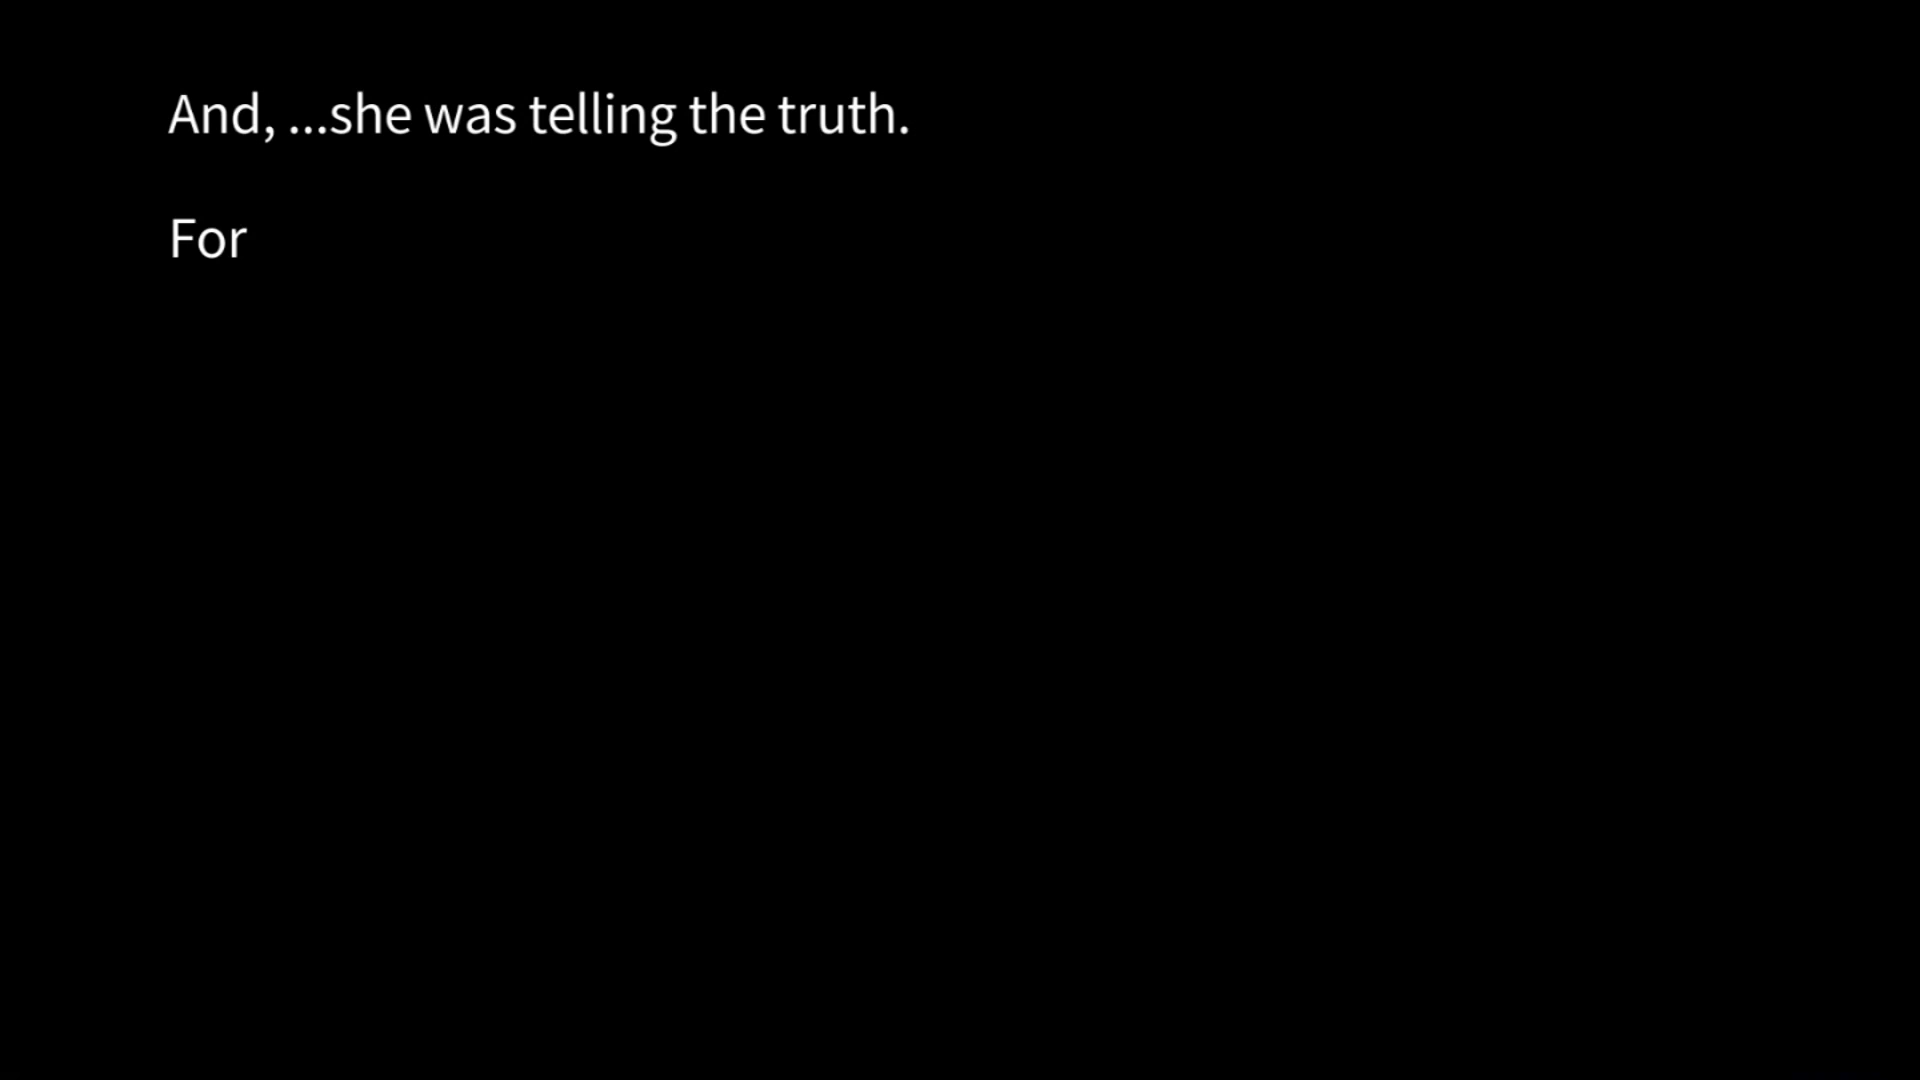 And, ...she was telling the truth.
For